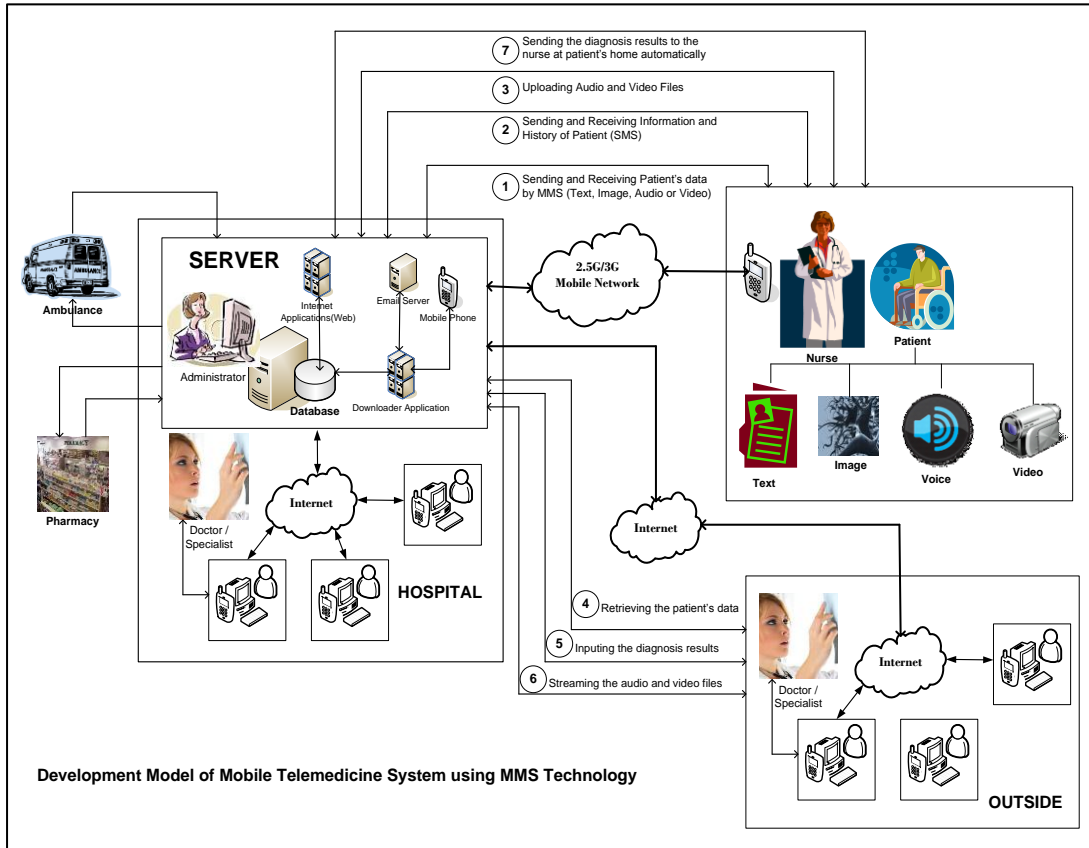 7
Sending the diagnosis results to the
nurse at patient's home automatically
3
Uploading Audio and Video Files
2
Sending and Receiving Information and
History of Patient (SMS)
1
Sending and Receiving Patient's data
by MMS (Text, Image, Audio or Video)
SERVER
Internet
Applications(Web)
Email Server
Mobile Phone
Administrator
Database
Downloader Application
AMBULANCE
Ambulance
PHARMACY
Pharmacy
2.5G/3G
Mobile Network
Nurse
Patient
Text
Image
Voice
Video
Internet
Doctor /
Specialist
HOSPITAL
Internet
4
Retrieving the patient's data
5
Inputing the diagnosis results
6
Streaming the audio and video files
Internet
Doctor /
Specialist
OUTSIDE
Development Model of Mobile Telemedicine System using MMS Technology